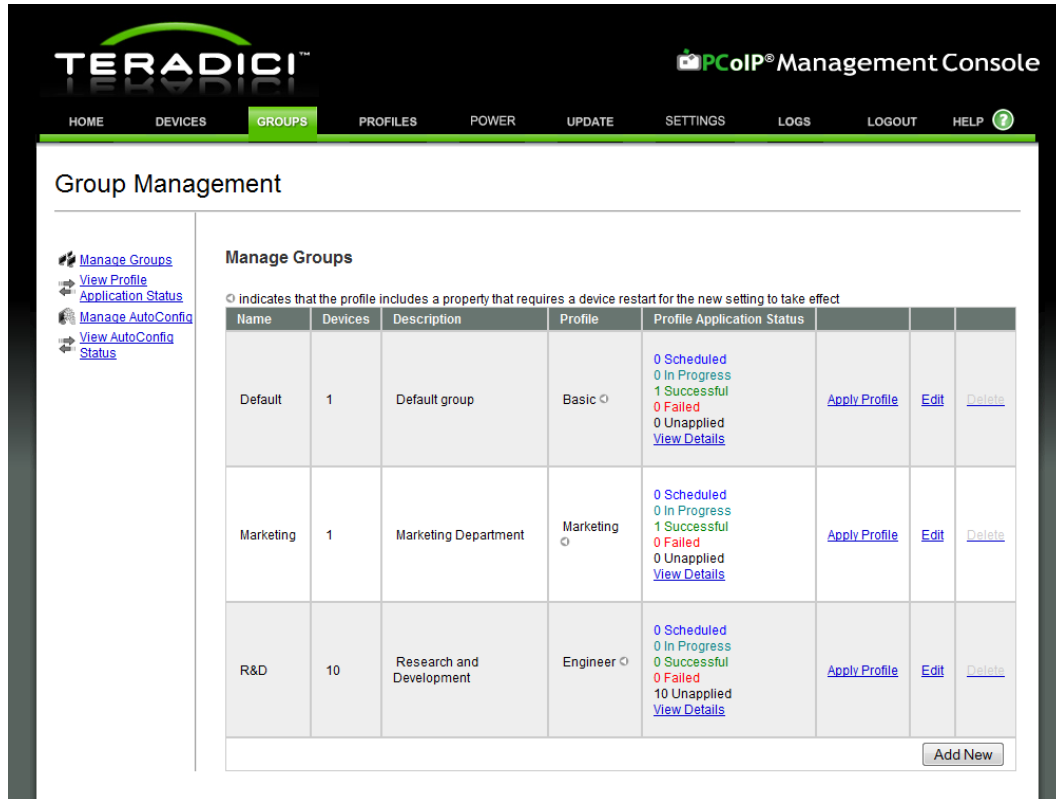 TERADICI™
PCoIP® Management Console
HOME DEVICES GROUPS PROFILES POWER UPDATE SETTINGS LOGS LOGOUT HELP ?
Group Management
Manage Groups
View Profile
Application Status
Manage AutoConfig
View AutoConfig
Status
Manage Groups
indicates that the profile includes a property that requires a device restart for the new setting to take effect
Name Devices Description Profile Profile Application Status
Default 1 Default group Basic
0 Scheduled
0 In Progress
1 Successful
0 Failed
0 Unapplied
View Details
Apply Profile Edit Delete
Marketing 1 Marketing Department Marketing
0 Scheduled
0 In Progress
1 Successful
0 Failed
0 Unapplied
View Details
Apply Profile Edit Delete
R&D 10 Research and
Development
Engineer
0 Scheduled
0 In Progress
0 Successful
0 Failed
10 Unapplied
View Details
Apply Profile Edit Delete
Add New